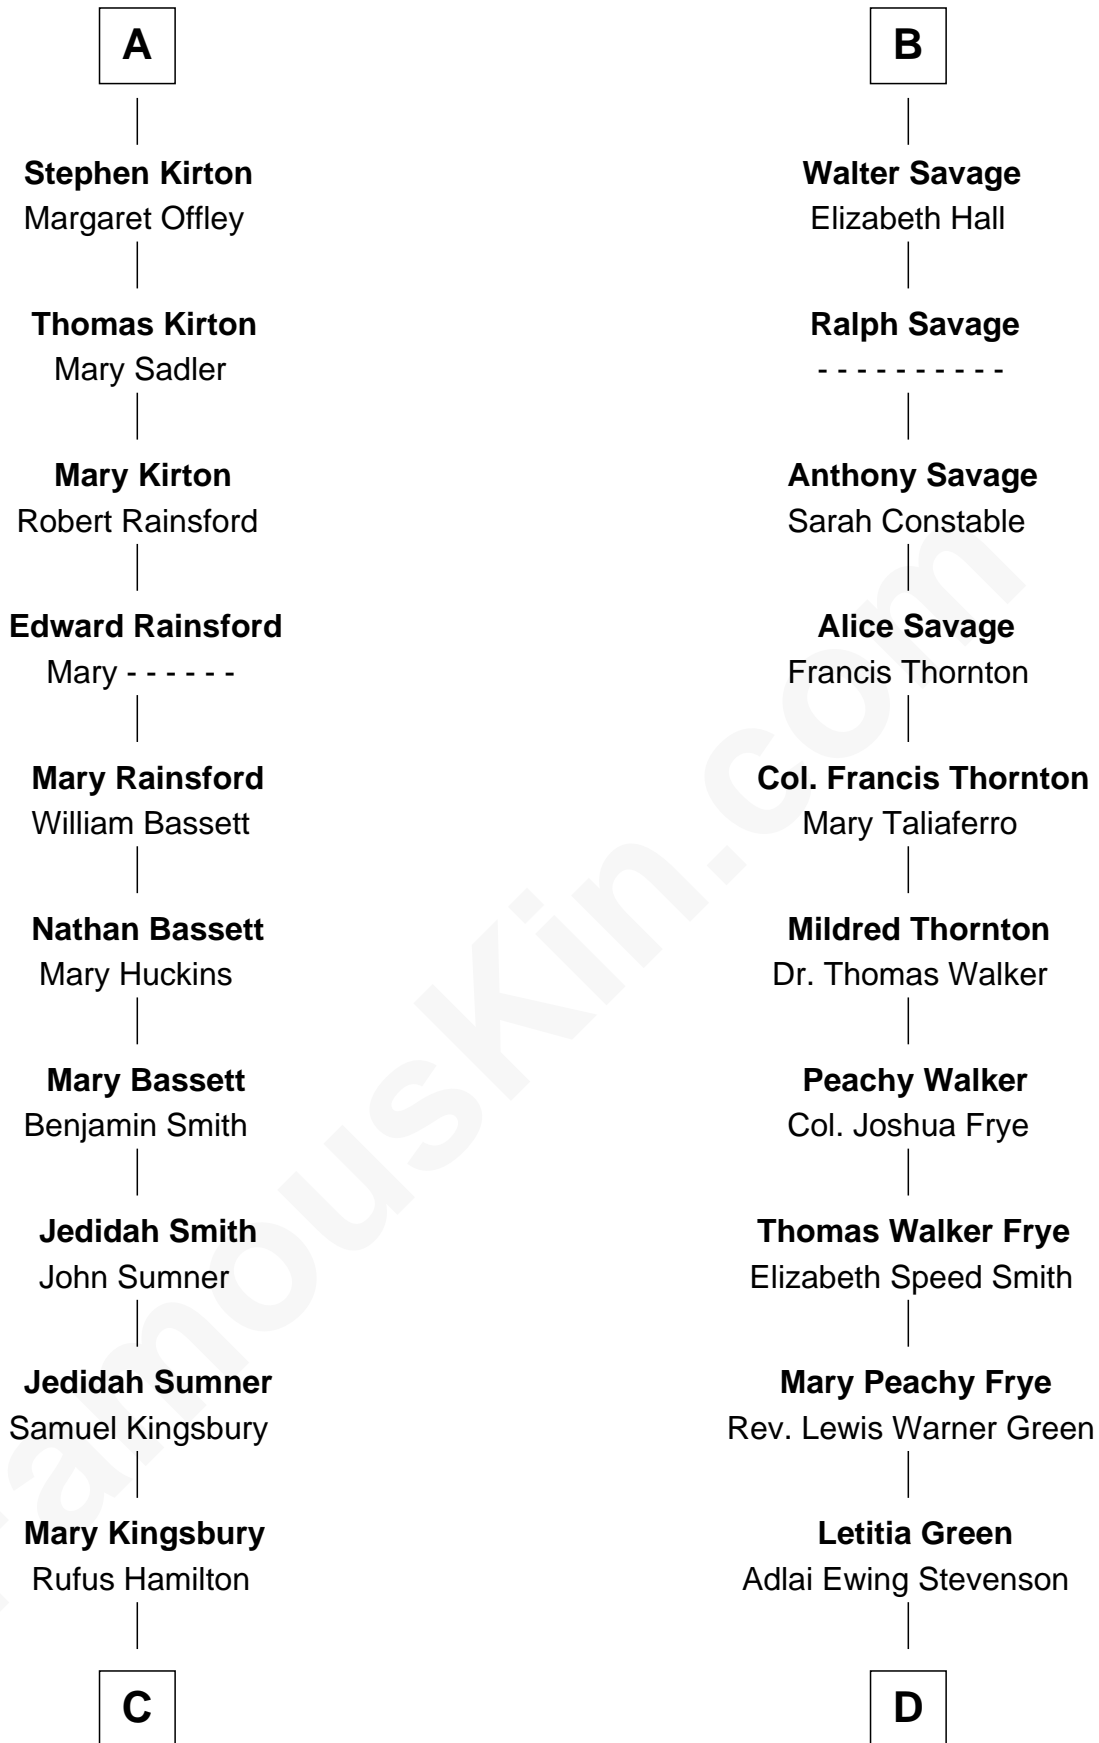 A
Stephen Kirton
Margaret Offley
Thomas Kirton
Mary Sadler
Mary Kirton
Robert Rainsford
Edward Rainsford
Mary - - - - - -
Mary Rainsford
William Bassett
Nathan Bassett
Mary Huckins
Mary Bassett
Benjamin Smith
Jedidah Smith
John Sumner
Jedidah Sumner
Samuel Kingsbury
Mary Kingsbury
Rufus Hamilton
C
B
Walter Savage
Elizabeth Hall
Ralph Savage
- - - - - - - - - -
Anthony Savage
Sarah Constable
Alice Savage
Francis Thornton
Col. Francis Thornton
Mary Taliaferro
Mildred Thornton
Dr. Thomas Walker
Peachy Walker
Col. Joshua Frye
Thomas Walker Frye
Elizabeth Speed Smith
Mary Peachy Frye
Rev. Lewis Warner Green
Letitia Green
Adlai Ewing Stevenson
D
FamousKin.com